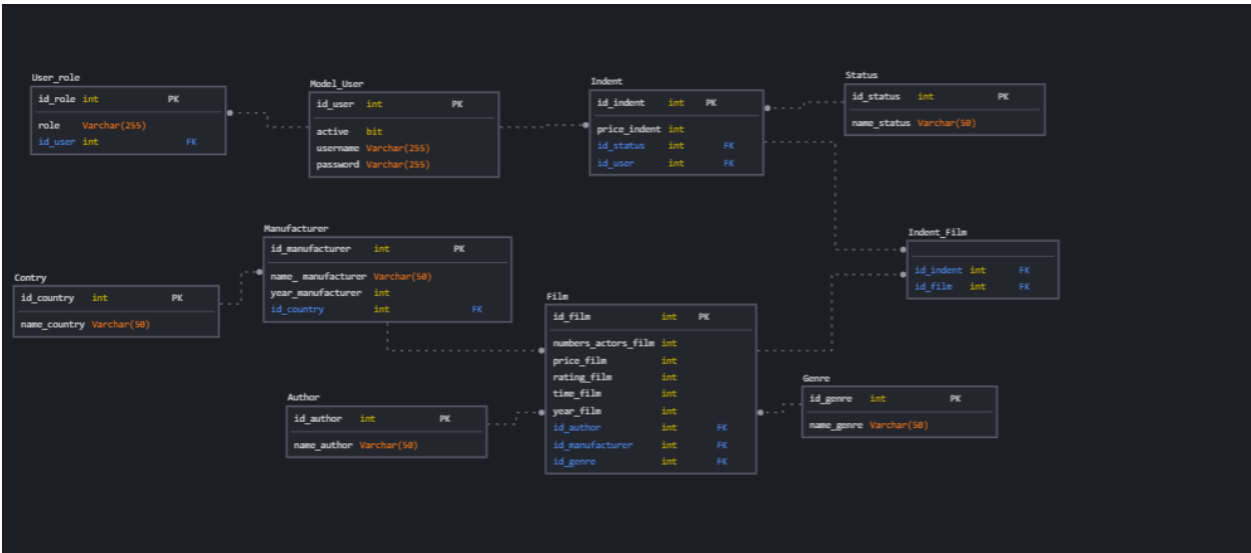 User_role
id_role int PK
role Varchar(255)
id_user int FK
Model_User
id_user int PK
active bit
username Varchar(255)
password Varchar(255)
Indent
id_indent int PK
price_indent int
id_status int FK
id_user int FK
Status
id_status int PK
name_status Varchar(50)
Manufacturer
id_manufacturer int PK
name_ manufacturer Varchar(50)
year_manufacturer int
id_country int FK
Indent_Film
id_indent int FK
id_film int FK
Contry
id_country int PK
name_country Varchar(50)
Film
id_film int PK
numbers_actors_film int
price_film int
rating_film int
time_film int
year_film int
id_author int FK
id_manufacturer int FK
id_genre int FK
Author
id_author int PK
name_author Varchar(50)
Genre
id_genre int PK
name_genre Varchar(50)